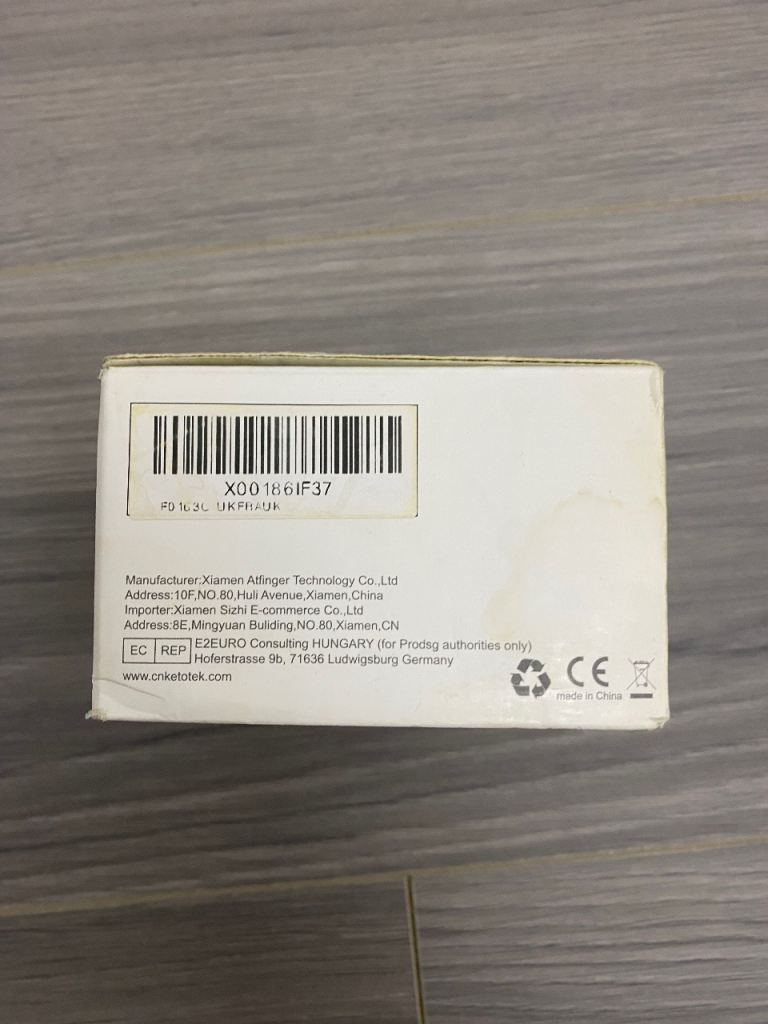 X00186IF37
Manufacturer:Xiamen Atfinger Technology Co.,Ltd
Address:10F,NO.80,Huli Avenue,Xiamen,China
Importer:Xiamen Sizhi E-commerce Co.,Ltd
Address:8E,Mingyuan Buliding,NO.80,Xiamen,CN
EC REP E2EURO Consulting HUNGARY (for Prodsg authorities only)
Hoferstrasse 9b, 71636 Ludwigsburg Germany
www.cnketotek.com
CE
made in China